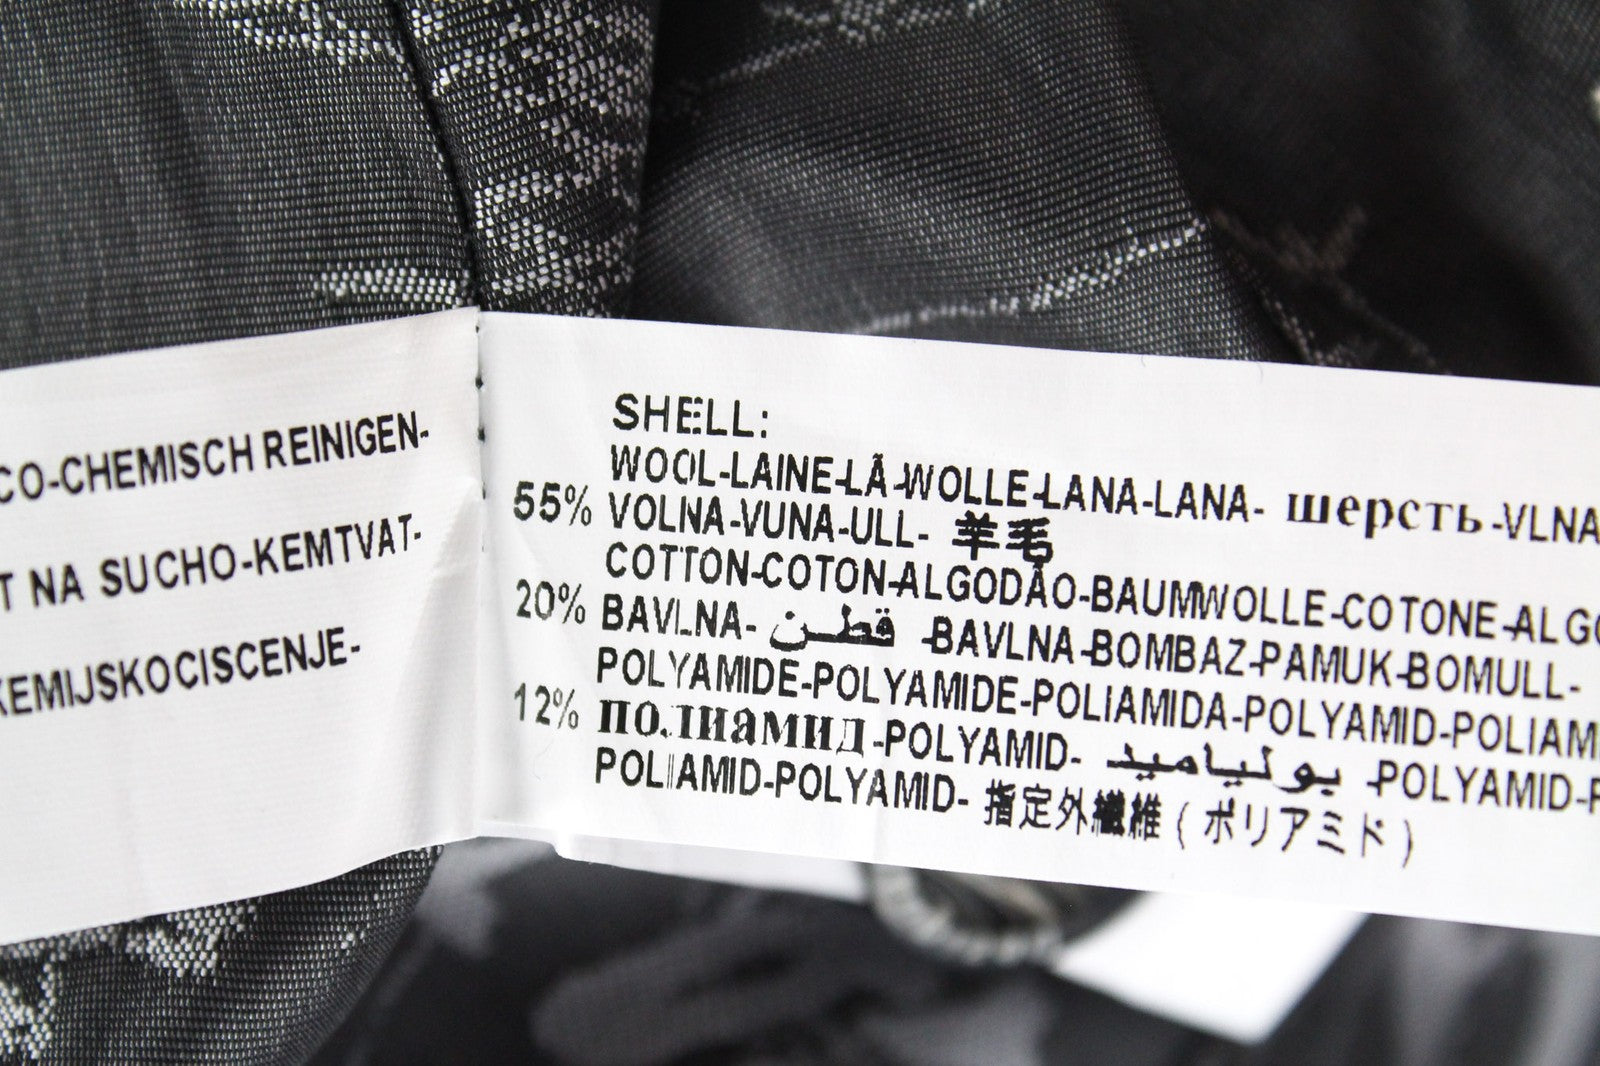 CO-CHEMISCH REINIGEN-
T NA SUCHO-KEMTVAT-
KEMIJSKOCISCENJE-
SHELL:
WOOL-LAINE-LÃ-WOLLE-LANA-LANA- шерсть-VLNA
55% VOLNA-VUNA-ULL- 羊毛
COTTON-COTON-ALGODÃO-BAUMWOLLE-COTONE-ALGO
20% BAVLNA- قطن -BAVLNA-BOMBAZ-PAMUK-BOMULL-
POLYAMIDE-POLYAMIDE-POLIAMIDA-POLYAMID-POLIAM
12% полиамид-POLYAMID- بولياميد -POLYAMID-P
POLIAMID-POLYAMID- 指定外繊維 ( ポリアミド )